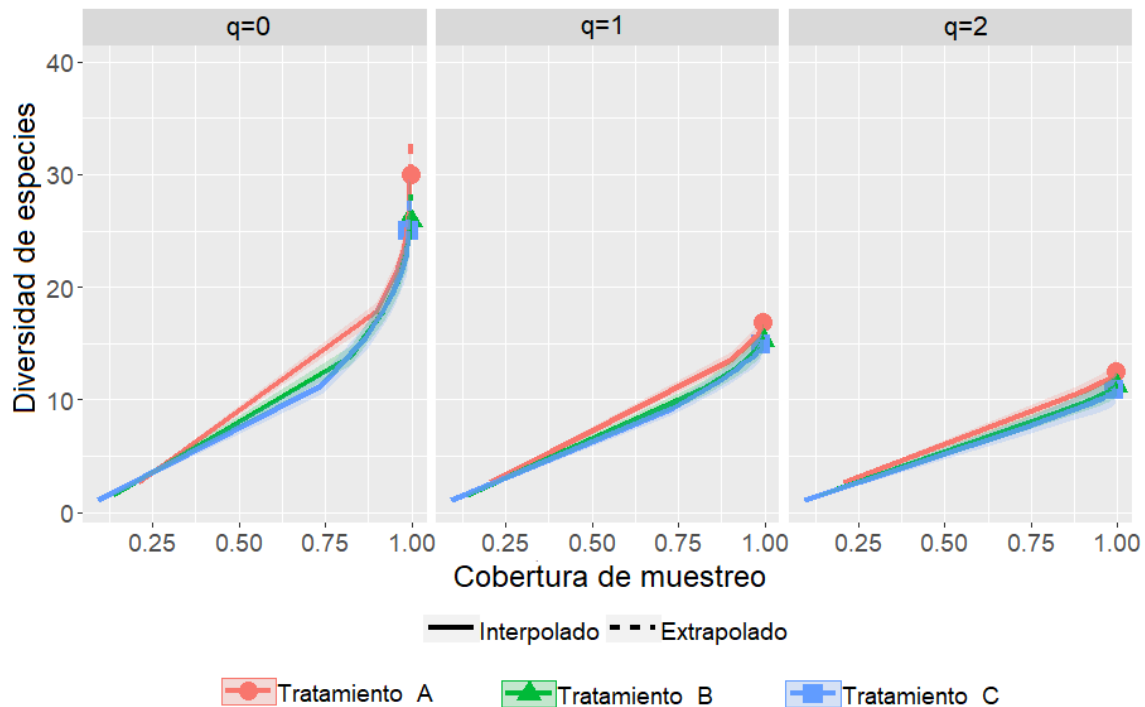 q=0 q=1 q=2
40
30
20
10
0
Diversidad de especies
0.25 0.50 0.75 1.00 0.25 0.50 0.75 1.00 0.25 0.50 0.75 1.00
Cobertura de muestreo
Interpolado Extrapolado
Tratamiento A Tratamiento B Tratamiento C